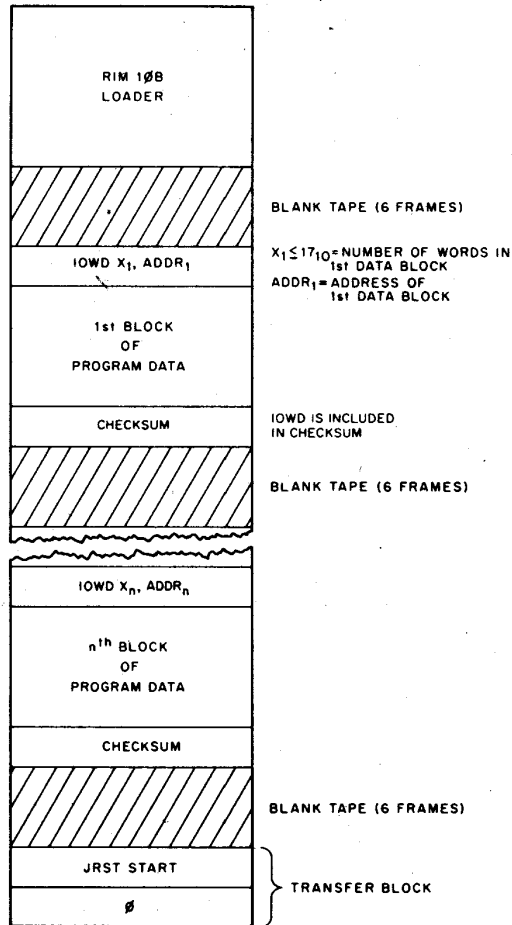 RIM 1ØB
LOADER
BLANK TAPE (6 FRAMES)
IOWD X₁, ADDR₁
X₁≤17₁₀=NUMBER OF WORDS IN
1st DATA BLOCK
ADDR₁=ADDRESS OF
1st DATA BLOCK
1st BLOCK
OF
PROGRAM DATA
CHECKSUM
IOWD IS INCLUDED
IN CHECKSUM
BLANK TAPE (6 FRAMES)
IOWD Xₙ, ADDRₙ
nᵗʰ BLOCK
OF
PROGRAM DATA
CHECKSUM
BLANK TAPE (6 FRAMES)
JRST START
TRANSFER BLOCK
Ø